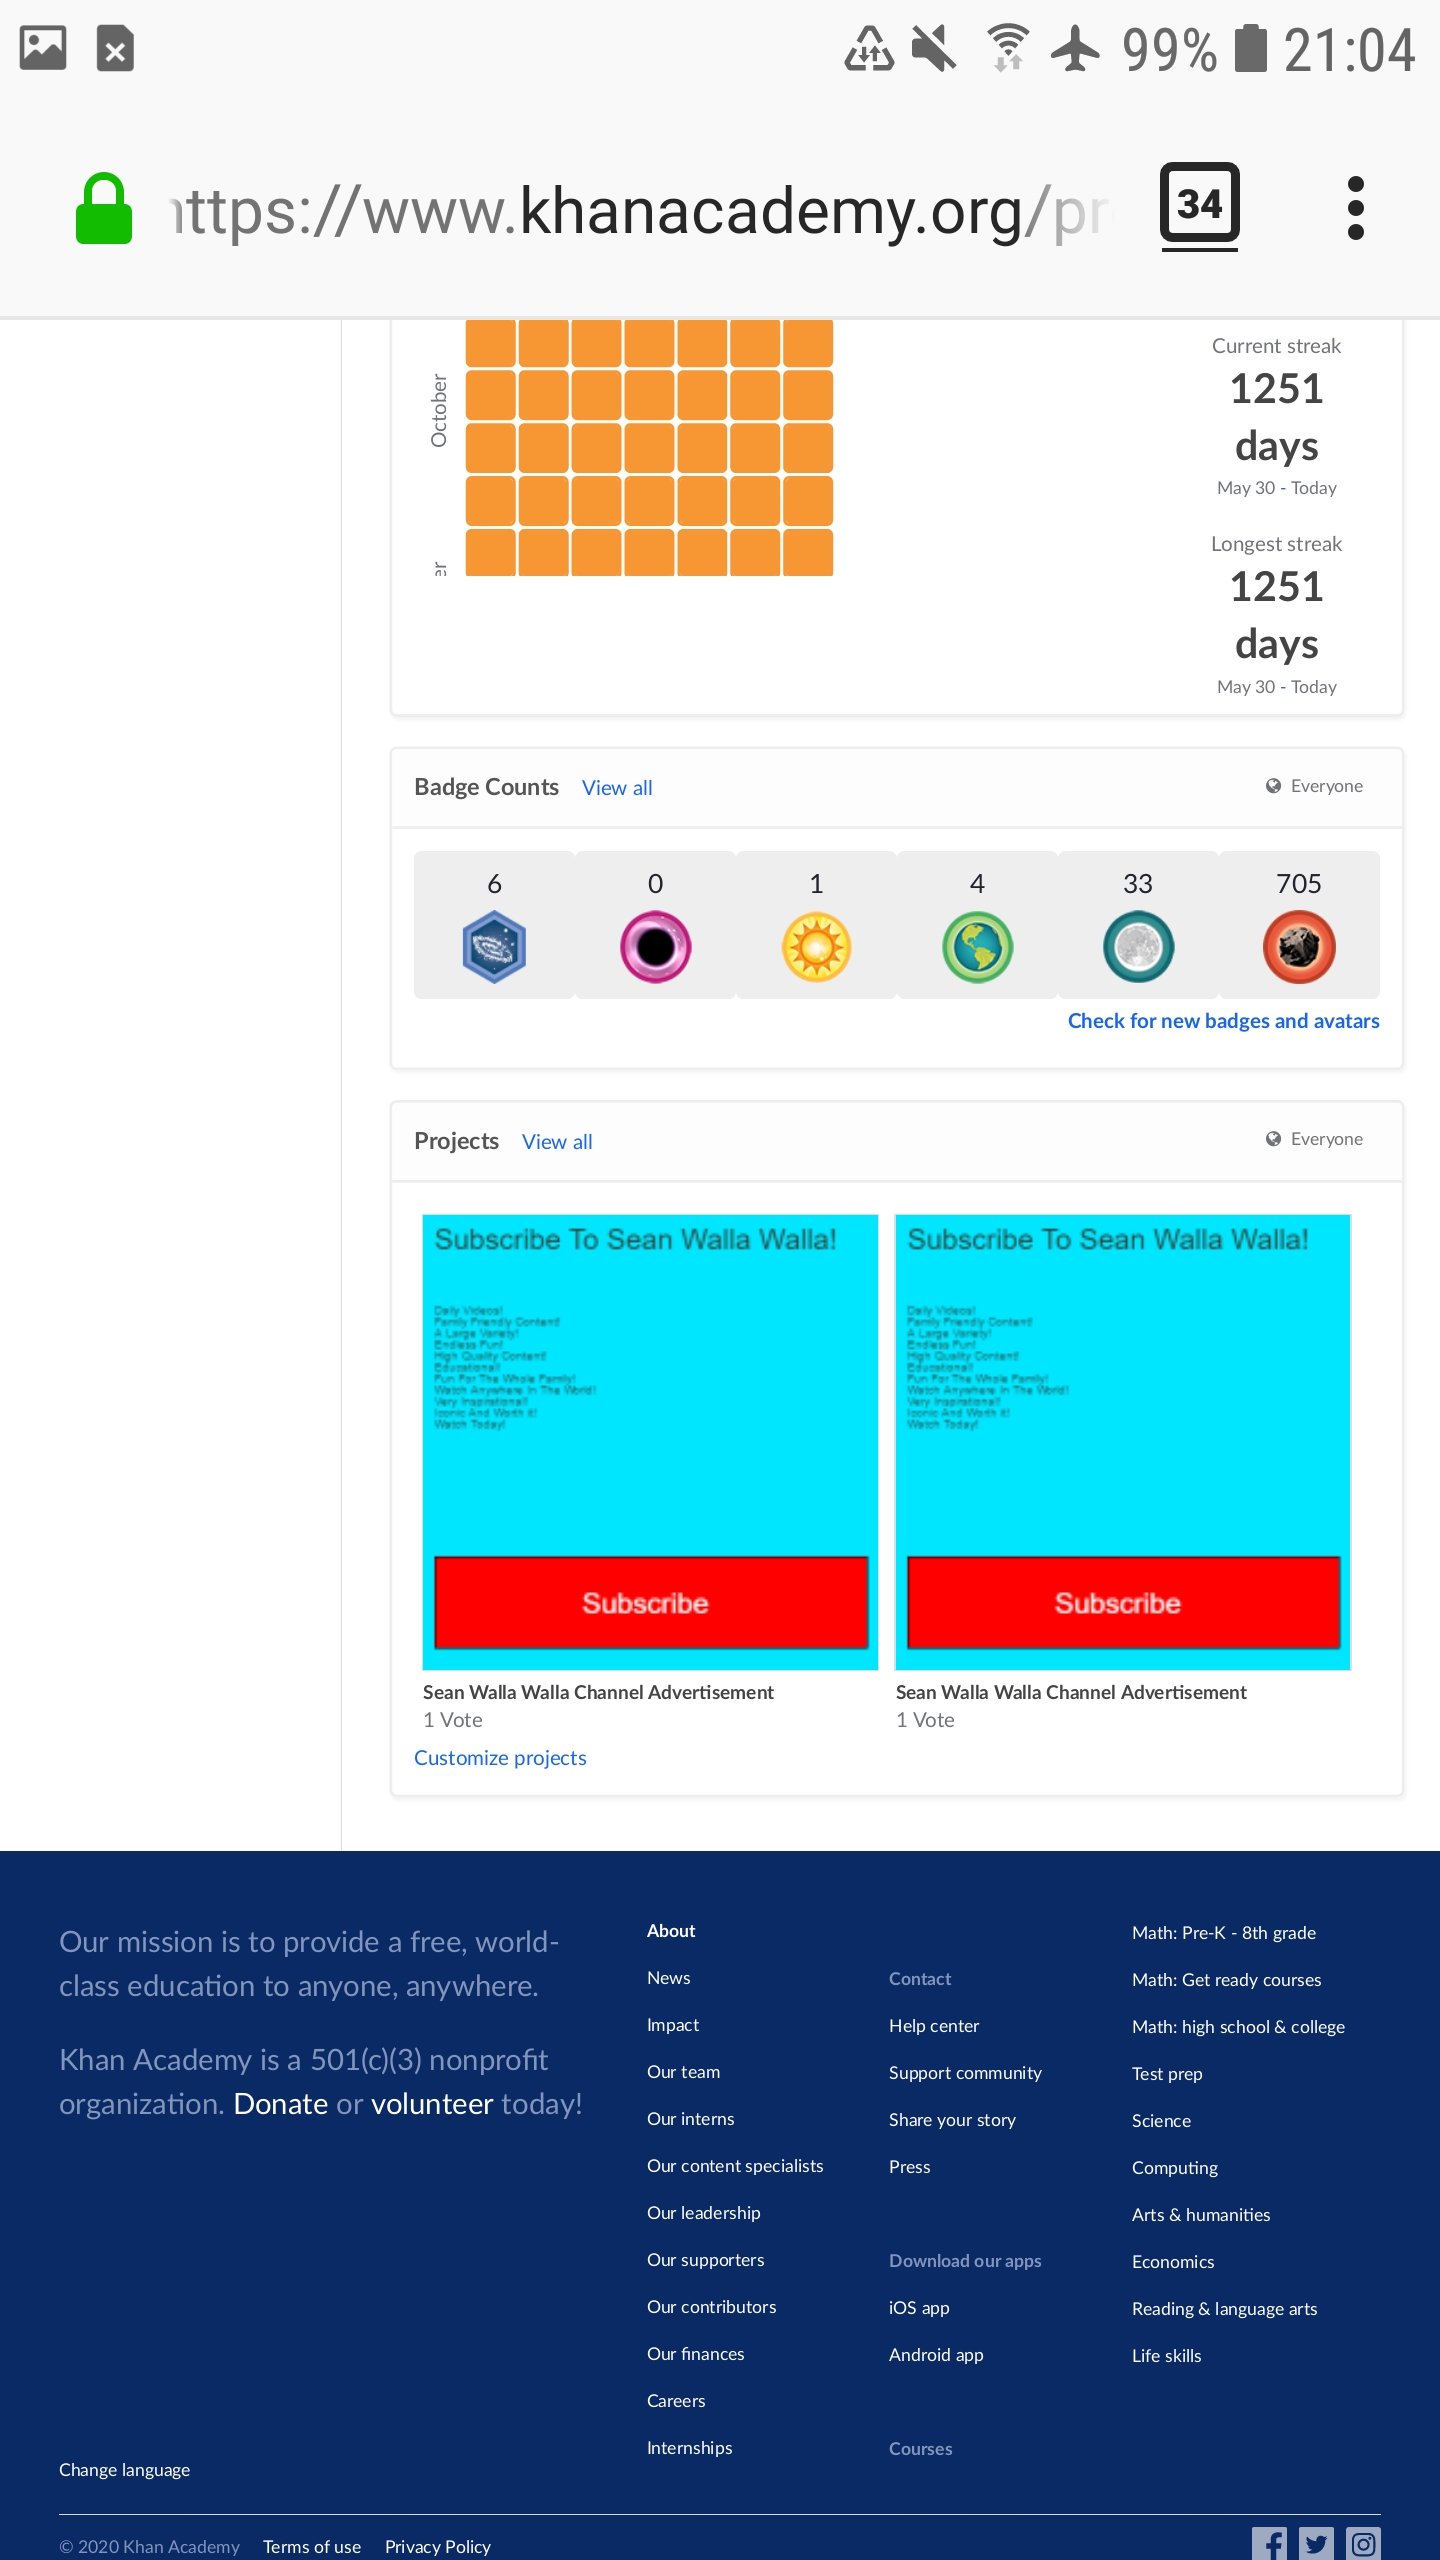 99% 21:04
https://www.khanacademy.org/pr
34
October
er
Current streak
1251
days
May 30 - Today
Longest streak
1251
days
May 30 - Today
Badge Counts View all Everyone
6 0 1 4 33 705
Check for new badges and avatars
Projects View all Everyone
Subscribe To Sean Walla Walla!
Daily Videos!
Family Friendly Content!
A Large Variety!
Endless Fun!
High Quality Content!
Educational!
Fun For The Whole Family!
Watch Anywhere In The World!
Very Inspirational!
Iconic And Worth it!
Watch Today!
Subscribe
Sean Walla Walla Channel Advertisement
1 Vote
Subscribe To Sean Walla Walla!
Daily Videos!
Family Friendly Content!
A Large Variety!
Endless Fun!
High Quality Content!
Educational!
Fun For The Whole Family!
Watch Anywhere In The World!
Very Inspirational!
Iconic And Worth it!
Watch Today!
Subscribe
Sean Walla Walla Channel Advertisement
1 Vote
Customize projects
Our mission is to provide a free, world-
class education to anyone, anywhere.
Khan Academy is a 501(c)(3) nonprofit
organization. Donate or volunteer today!
Change language
About
News
Impact
Our team
Our interns
Our content specialists
Our leadership
Our supporters
Our contributors
Our finances
Careers
Internships
Contact
Help center
Support community
Share your story
Press
Download our apps
iOS app
Android app
Courses
Math: Pre-K - 8th grade
Math: Get ready courses
Math: high school & college
Test prep
Science
Computing
Arts & humanities
Economics
Reading & language arts
Life skills
© 2020 Khan Academy Terms of use Privacy Policy